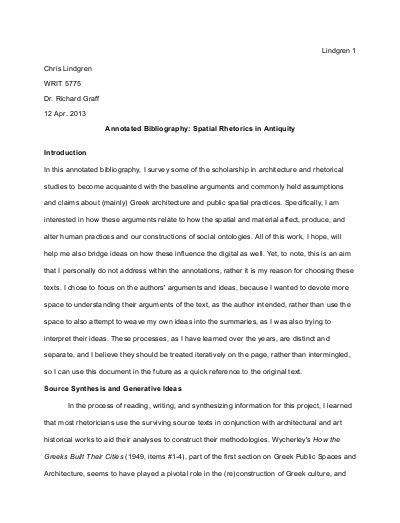 Lindgren 1
Chris Lindgren
WRIT 5775
Dr. Richard Graff
12 Apr. 2013
Annotated Bibliography: Spatial Rhetorics in Antiquity
Introduction
In this annotated bibliography, I survey some of the scholarship in architecture and rhetorical
studies to become acquainted with the baseline arguments and commonly held assumptions
and claims about (mainly) Greek architecture and public spatial practices. Specifically, I am
interested in how these arguments relate to how the spatial and material affect, produce, and
alter human practices and our constructions of social ontologies. All of this work, I hope, will
help me also bridge ideas on how these influence the digital as well. Yet, to note, this is an aim
that I personally do not address within the annotations, rather it is my reason for choosing these
texts. I chose to focus on the authors' arguments and ideas, because I wanted to devote more
space to understanding their arguments of the text, as the author intended, rather than use the
space to also attempt to weave my own ideas into the summaries, as I was also trying to
interpret their ideas. These processes, as I have learned over the years, are distinct and
separate, and I believe they should be treated iteratively on the page, rather than intermingled,
so I can use this document in the future as a quick reference to the original text.
Source Synthesis and Generative Ideas
In the process of reading, writing, and synthesizing information for this project, I learned
that most rhetoricians use the surviving source texts in conjunction with architectural and art
historical works to aid their analyses to construct their methodologies. Wycherley's How the
Greeks Built Their Cities (1949, items #1-4), part of the first section on Greek Public Spaces and
Architecture, seems to have played a pivotal role in the (re)construction of Greek culture, and